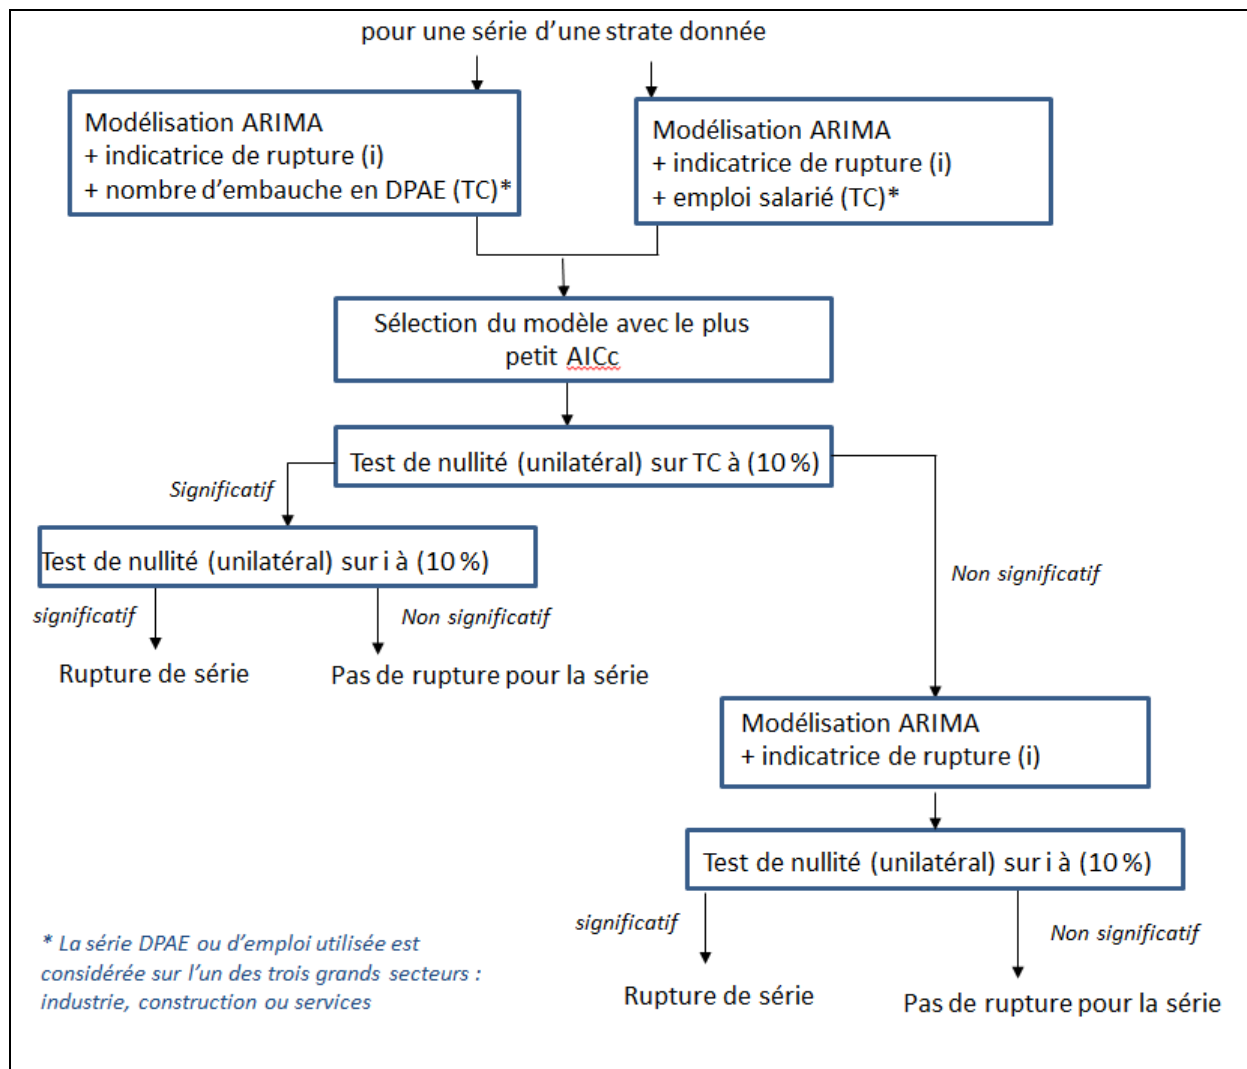 pour une série d'une strate donnée
Modélisation ARIMA
+ indicatrice de rupture (i)
+ nombre d'embauche en DPAE (TC)*
Modélisation ARIMA
+ indicatrice de rupture (i)
+ emploi salarié (TC)*
Sélection du modèle avec le plus
petit AICc
Test de nullité (unilatéral) sur TC à (10 %)
Significatif
Test de nullité (unilatéral) sur i à (10 %)
Non significatif
significatif
Non significatif
Rupture de série
Pas de rupture pour la série
Modélisation ARIMA
+ indicatrice de rupture (i)
Test de nullité (unilatéral) sur i à (10 %)
significatif
Non significatif
Rupture de série
Pas de rupture pour la série
* La série DPAE ou d'emploi utilisée est
considérée sur l'un des trois grands secteurs :
industrie, construction ou services